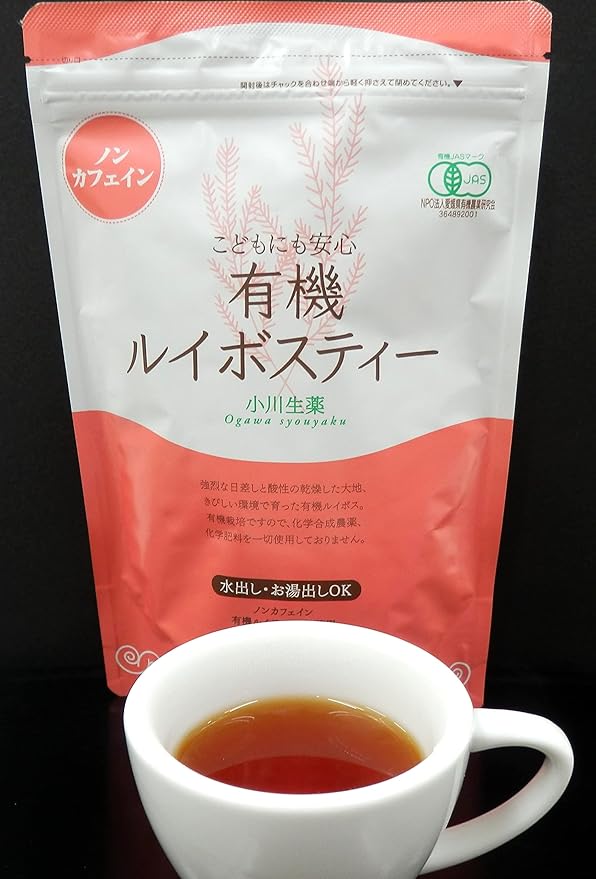 切り口
開封後はチャックを合わせ端から軽く押さえて閉めてください。▼
ノン
カフェイン
有機JASマーク
JAS
NPO法人愛媛県有機農業研究会
364892001
こどもにも安心
有機
ルイボスティー
小川生薬
Ogawa syouyaku
強烈な日差しと酸性の乾燥した大地、
きびしい環境で育った有機ルイボス。
有機栽培ですので、化学合成農薬、
化学肥料を一切使用しておりません。
水出し・お湯出しOK
ノンカフェイン